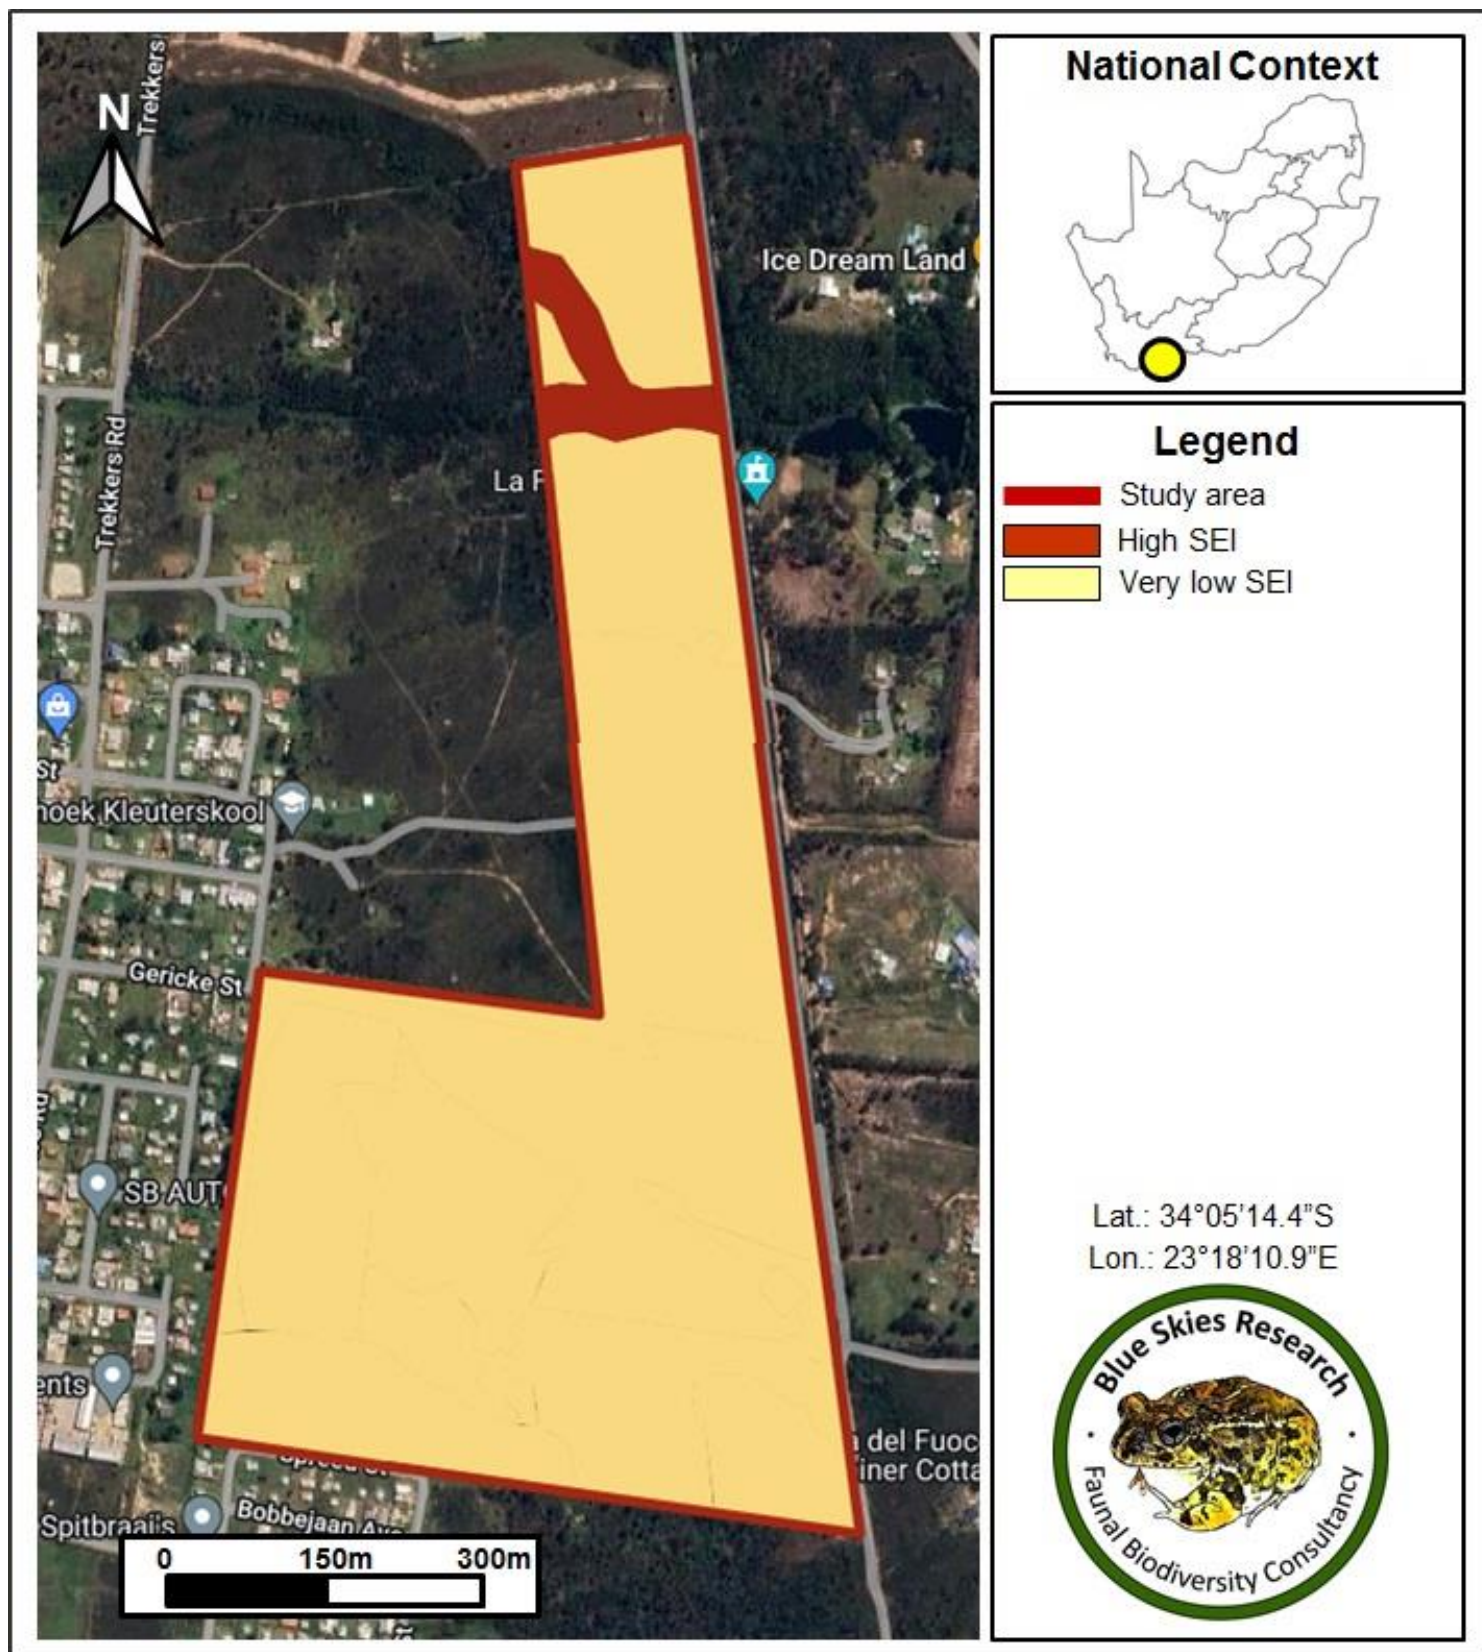 Trekkers
N
Ice Dream Land
La F
Trekkers Rd
St
hoek Kleuterskool
Gericke St
SB AUT
ents
a del Fuoc
iner Cotta
Spitbraai's
Bobbejaan Ave
0 150m 300m
National Context
Legend
Study area
High SEI
Very low SEI
Lat.: 34°05'14.4”S
Lon.: 23°18'10.9”E
Blue Skies Research
Faunal Biodiversity Consultancy